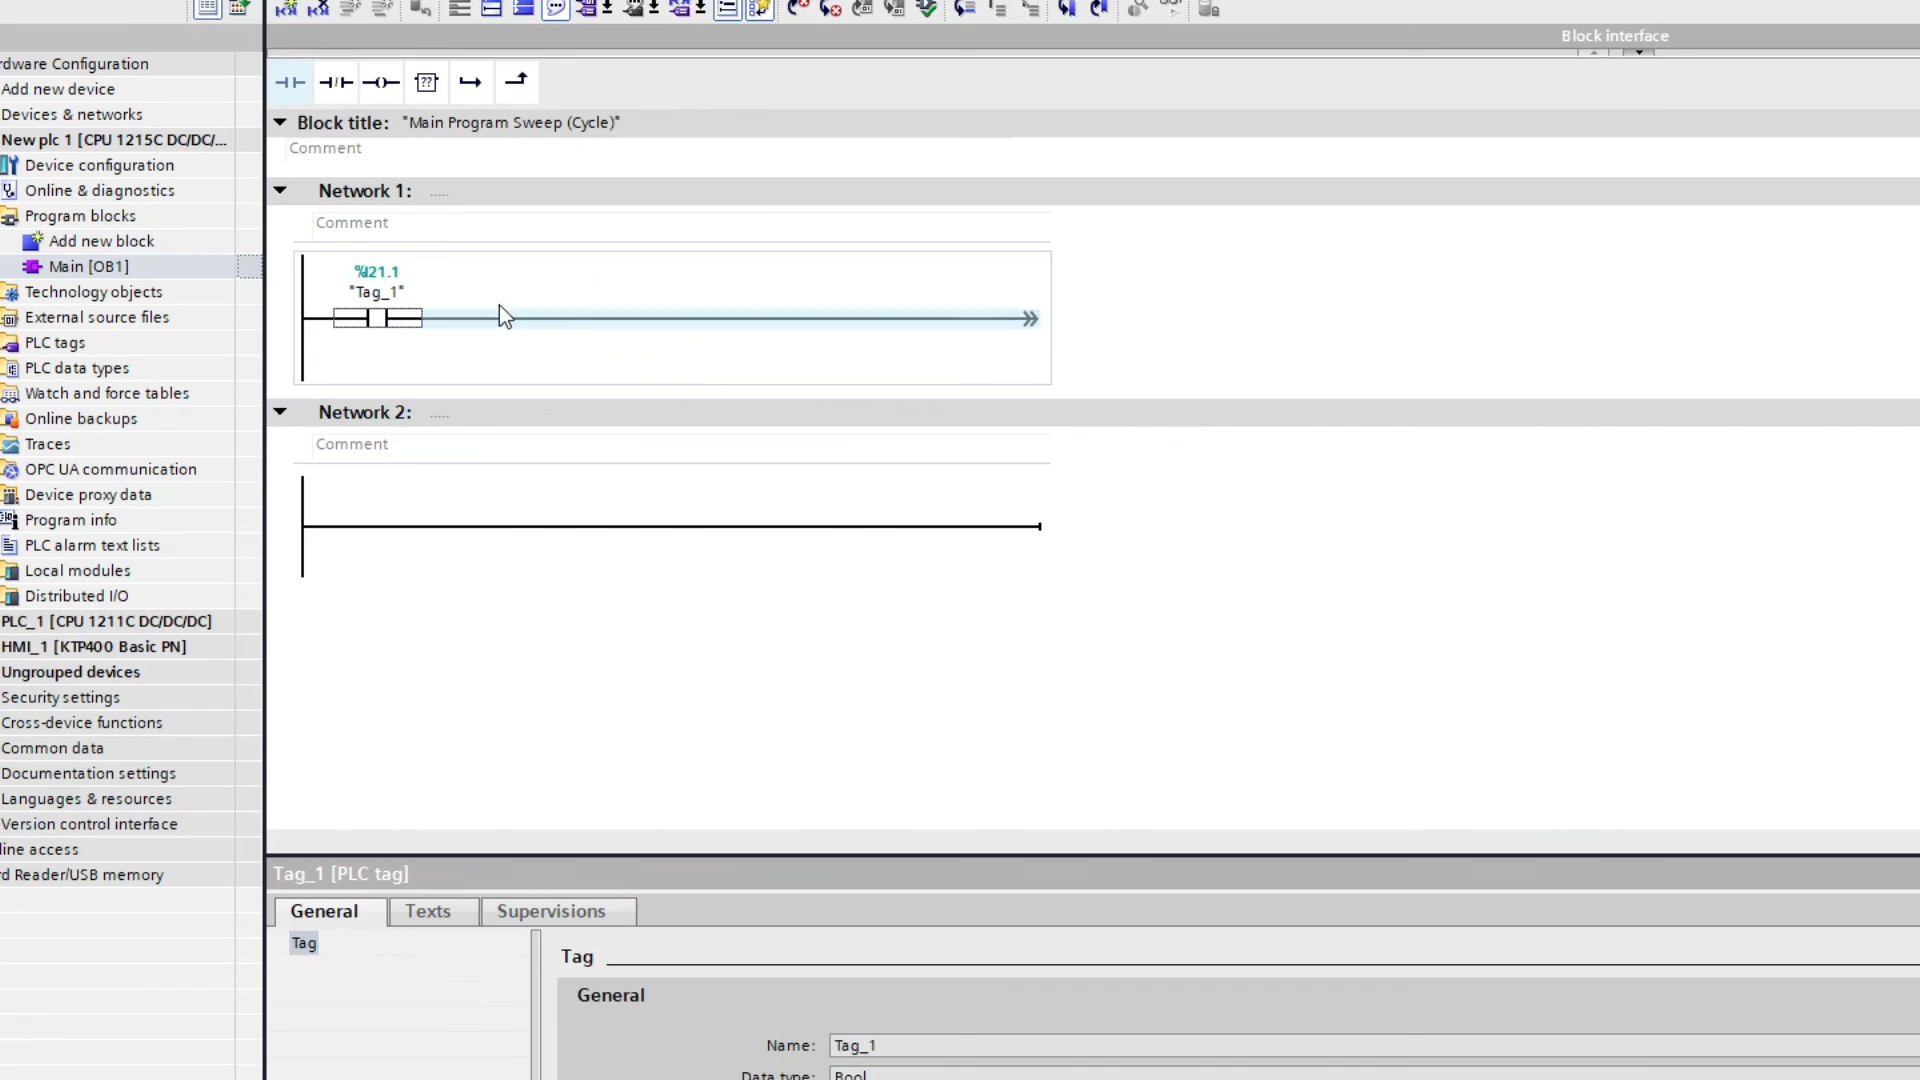 Block interface
rdware Configuration
Add new device
Devices & networks
New plc 1 [CPU 1215C DC/DC/...
Device configuration
Online & diagnostics
Program blocks
Add new block
Main [OB1]
Technology objects
External source files
PLC tags
PLC data types
Watch and force tables
Online backups
Traces
OPC UA communication
Device proxy data
Program info
PLC alarm text lists
Local modules
Distributed I/O
PLC_1 [CPU 1211C DC/DC/DC]
HMI_1 [KTP400 Basic PN]
Ungrouped devices
Security settings
Cross-device functions
Common data
Documentation settings
Languages & resources
Version control interface
line access
rd Reader/USB memory
??
Block title: "Main Program Sweep (Cycle)"
Comment
Network 1: .....
Comment
"Tag_1"
Network 2: .....
Comment
Tag_1 [PLC tag]
General Texts Supervisions
Tag
Tag
General
Name: Tag_1
Data type: Bool